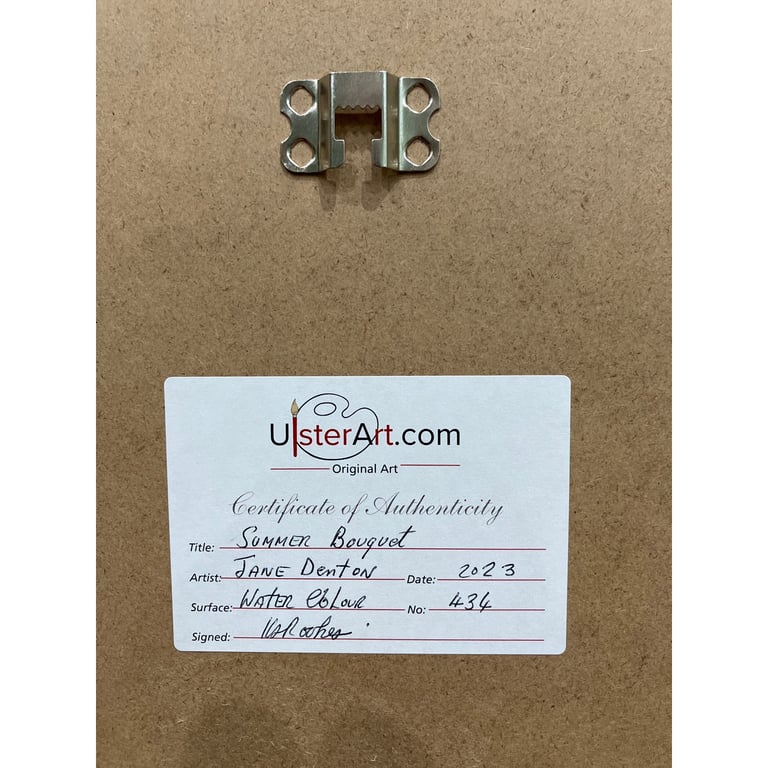 UlsterArt.com
Original Art
Certificate of Authenticity
Title: Summer Bouquet
Artist: Jane Denton Date: 2023
Surface: Water Colour No: 434
Signed: